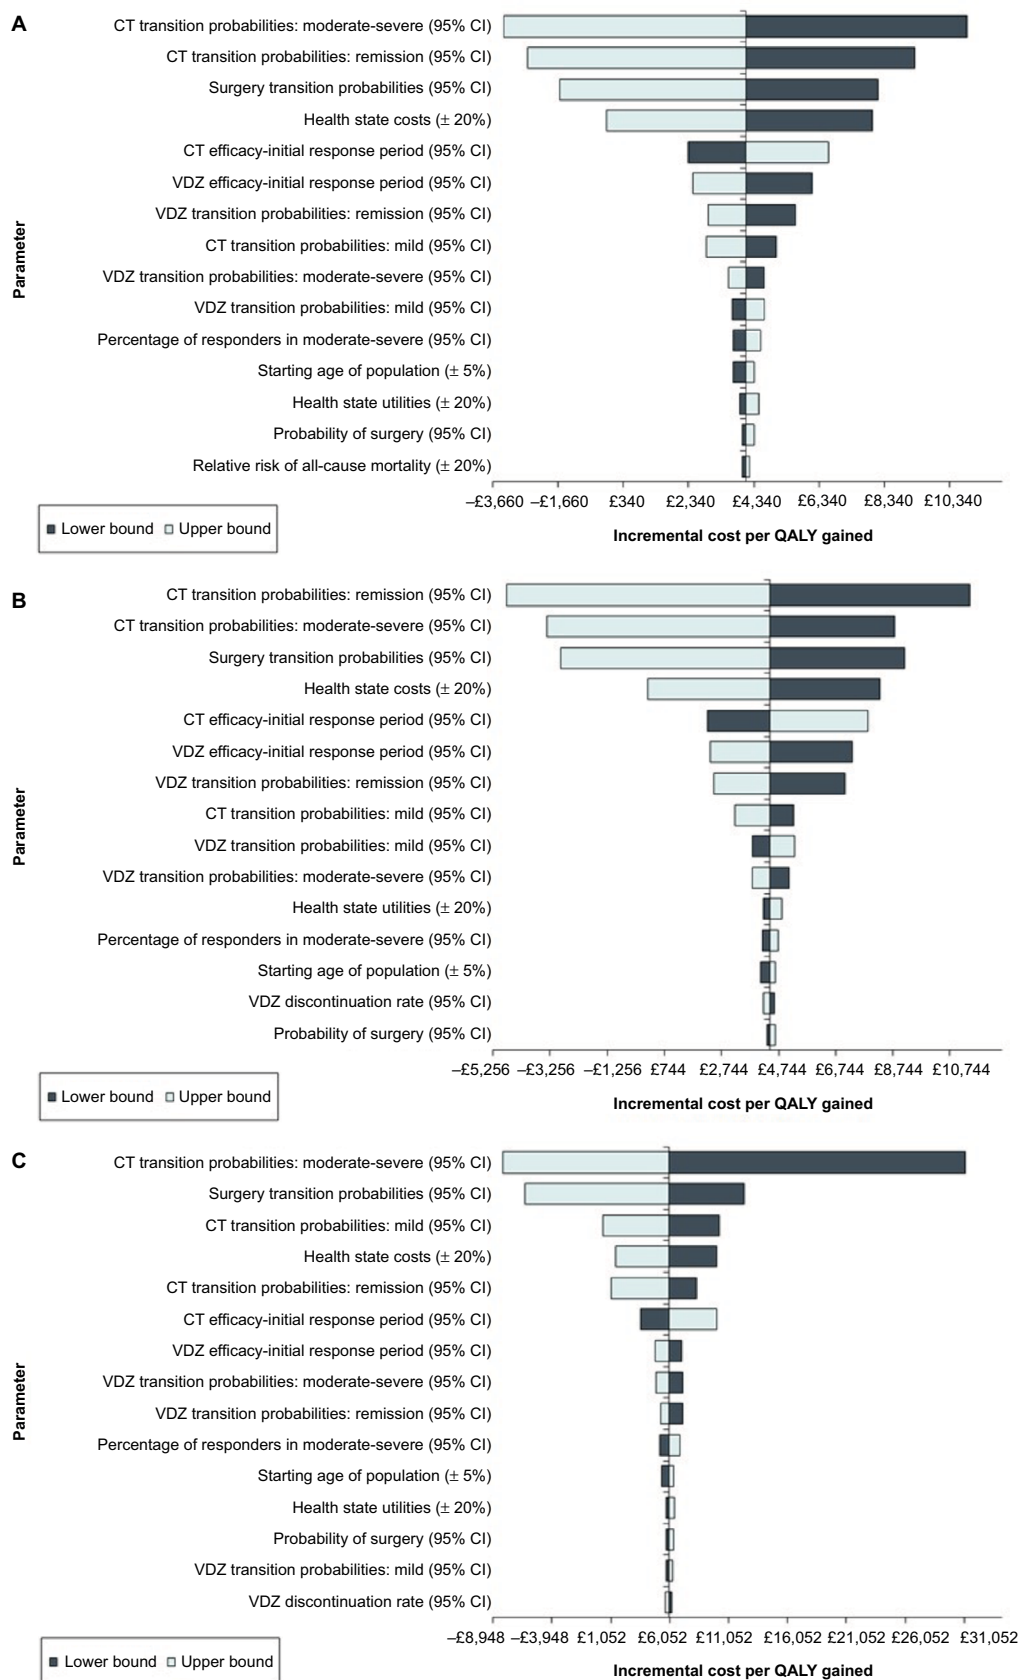 A
CT transition probabilities: moderate-severe (95% CI)
CT transition probabilities: remission (95% CI)
Surgery transition probabilities (95% CI)
Health state costs (± 20%)
CT efficacy-initial response period (95% CI)
VDZ efficacy-initial response period (95% CI)
VDZ transition probabilities: remission (95% CI)
CT transition probabilities: mild (95% CI)
VDZ transition probabilities: moderate-severe (95% CI)
VDZ transition probabilities: mild (95% CI)
Percentage of responders in moderate-severe (95% CI)
Starting age of population (± 5%)
Health state utilities (± 20%)
Probability of surgery (95% CI)
Relative risk of all-cause mortality (± 20%)
Parameter
–£3,660 –£1,660 £340 £2,340 £4,340 £6,340 £8,340 £10,340
Lower bound Upper bound
Incremental cost per QALY gained
B
CT transition probabilities: remission (95% CI)
CT transition probabilities: moderate-severe (95% CI)
Surgery transition probabilities (95% CI)
Health state costs (± 20%)
CT efficacy-initial response period (95% CI)
VDZ efficacy-initial response period (95% CI)
VDZ transition probabilities: remission (95% CI)
CT transition probabilities: mild (95% CI)
VDZ transition probabilities: mild (95% CI)
VDZ transition probabilities: moderate-severe (95% CI)
Health state utilities (± 20%)
Percentage of responders in moderate-severe (95% CI)
Starting age of population (± 5%)
VDZ discontinuation rate (95% CI)
Probability of surgery (95% CI)
Parameter
–£5,256 –£3,256 –£1,256 £744 £2,744 £4,744 £6,744 £8,744 £10,744
Lower bound Upper bound
Incremental cost per QALY gained
C
CT transition probabilities: moderate-severe (95% CI)
Surgery transition probabilities (95% CI)
CT transition probabilities: mild (95% CI)
Health state costs (± 20%)
CT transition probabilities: remission (95% CI)
CT efficacy-initial response period (95% CI)
VDZ efficacy-initial response period (95% CI)
VDZ transition probabilities: moderate-severe (95% CI)
VDZ transition probabilities: remission (95% CI)
Percentage of responders in moderate-severe (95% CI)
Starting age of population (± 5%)
Health state utilities (± 20%)
Probability of surgery (95% CI)
VDZ transition probabilities: mild (95% CI)
VDZ discontinuation rate (95% CI)
Parameter
–£8,948 –£3,948 £1,052 £6,052 £11,052 £16,052 £21,052 £26,052 £31,052
Lower bound Upper bound
Incremental cost per QALY gained